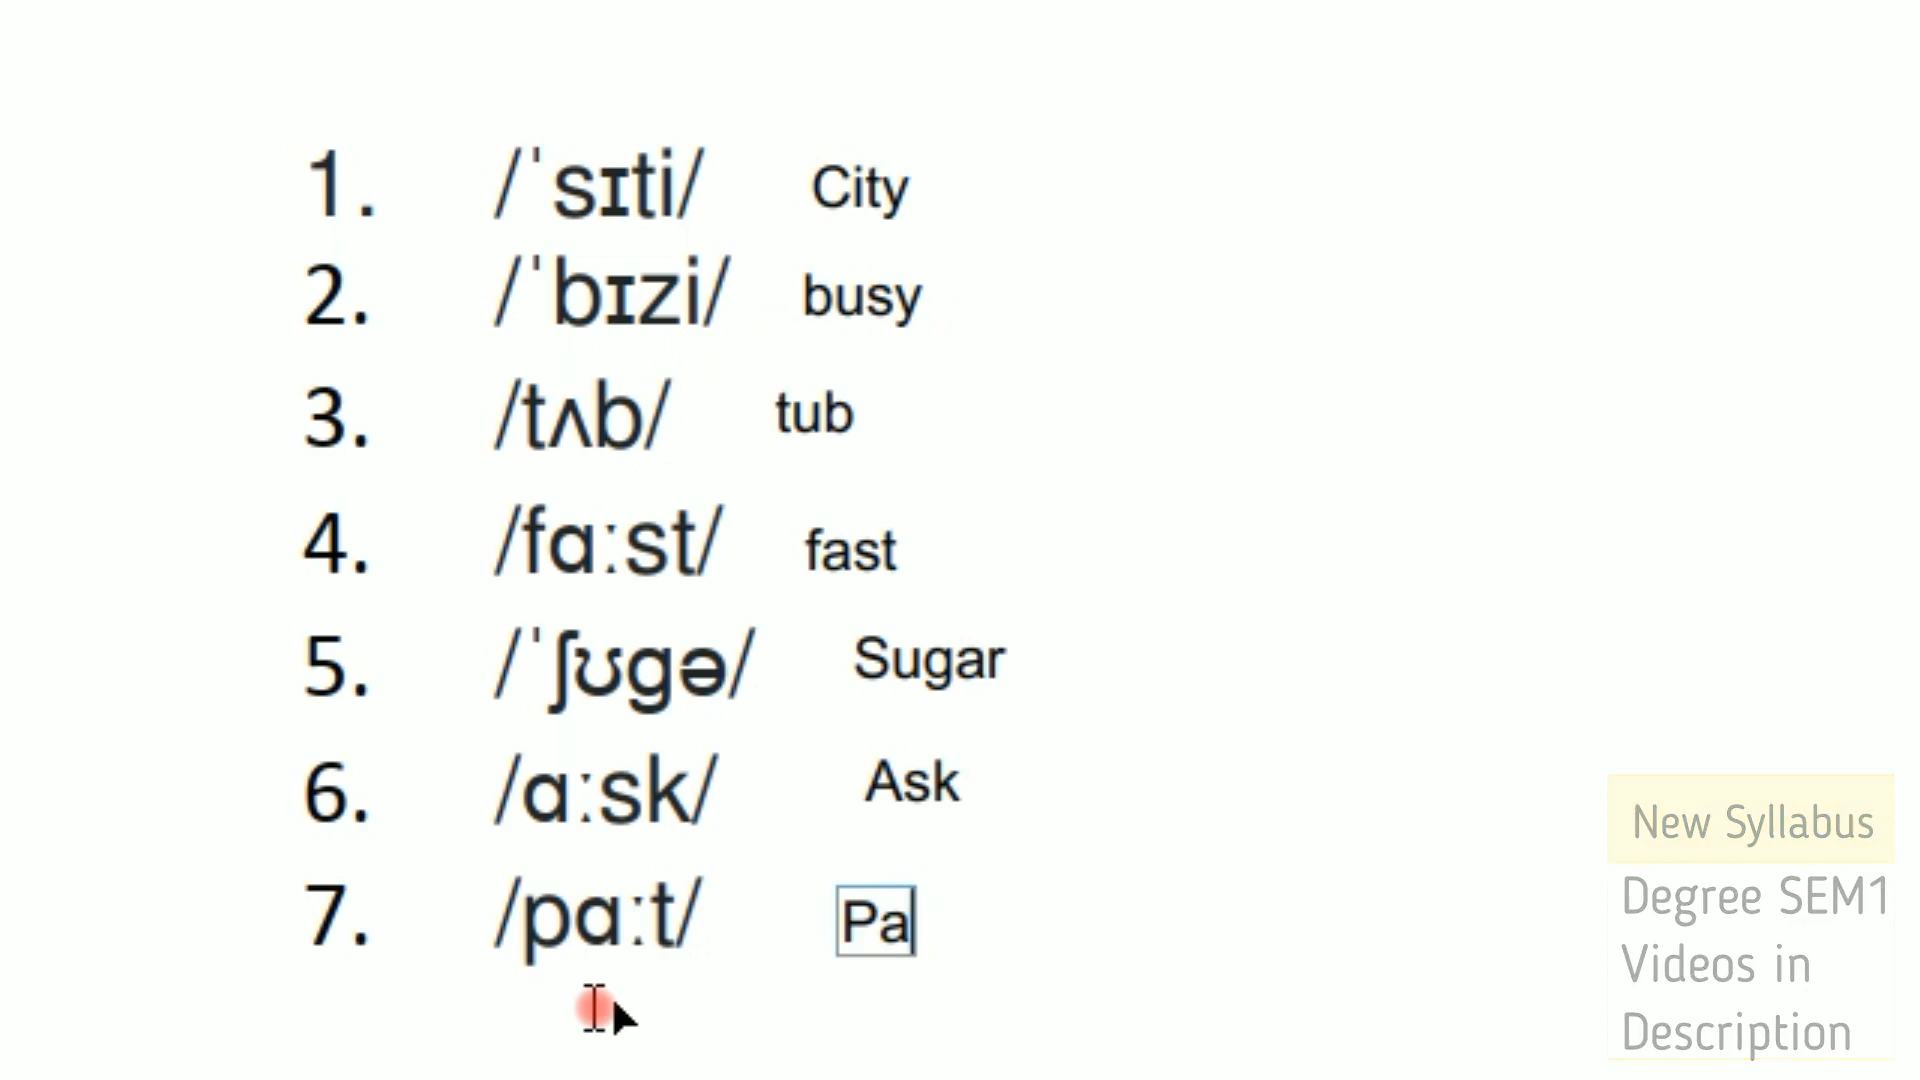 1. /ˈsɪti/ City
2. /ˈbɪzi/ busy
3. /tʌb/ tub
4. /fɑːst/ fast
5. /ˈʃʊgə/ Sugar
6. /ɑːsk/ Ask
7. /pɑːt/ Pa
New Syllabus
Degree SEM1
Videos in
Description